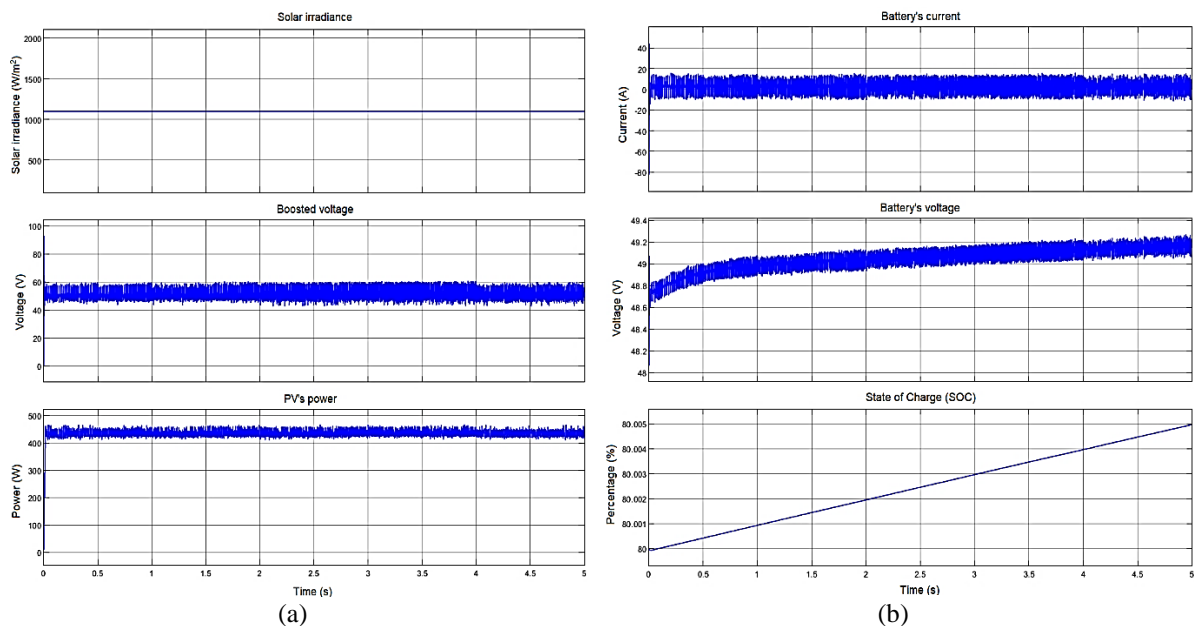 Solar irradiance
2000
1500
1000
500
Solar irradiance (W/m²)
Boosted voltage
100
80
60
40
20
0
Voltage (V)
PV's power
500
400
300
200
100
0
Power (W)
0 0.5 1 1.5 2 2.5 3 3.5 4 4.5 5
Time (s)
(a)
Battery's current
40
20
0
-20
-40
-60
-80
Current (A)
Battery's voltage
49.4
49.2
49
48.8
48.6
48.4
48.2
48
Voltage (V)
State of Charge (SOC)
80.005
80.004
80.003
80.002
80.001
80
Percentage (%)
0 0.5 1 1.5 2 2.5 3 3.5 4 4.5 5
Time (s)
(b)